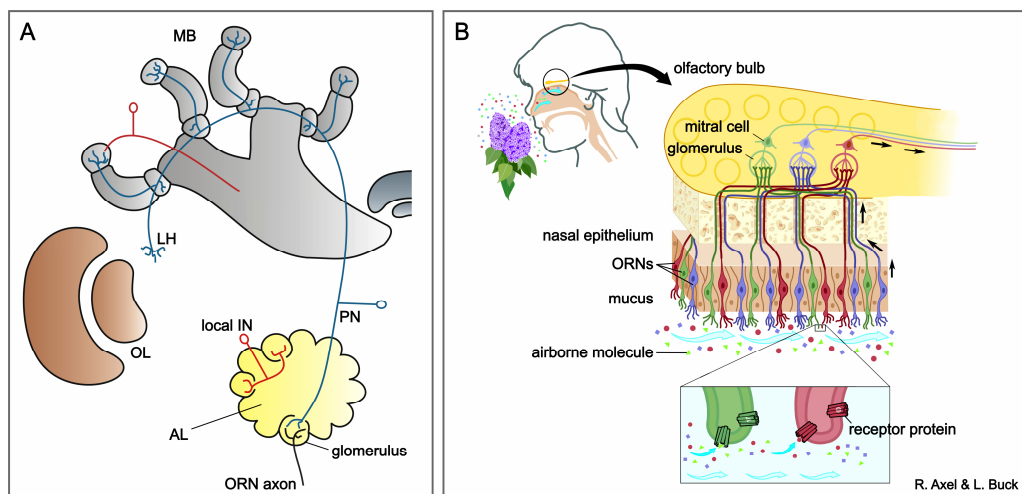 A
MB
LH
OL
PN
local IN
AL
glomerulus
ORN axon
B
olfactory bulb
mitral cell
glomerulus
nasal epithelium
ORNs
mucus
airborne molecule
receptor protein
R. Axel & L. Buck